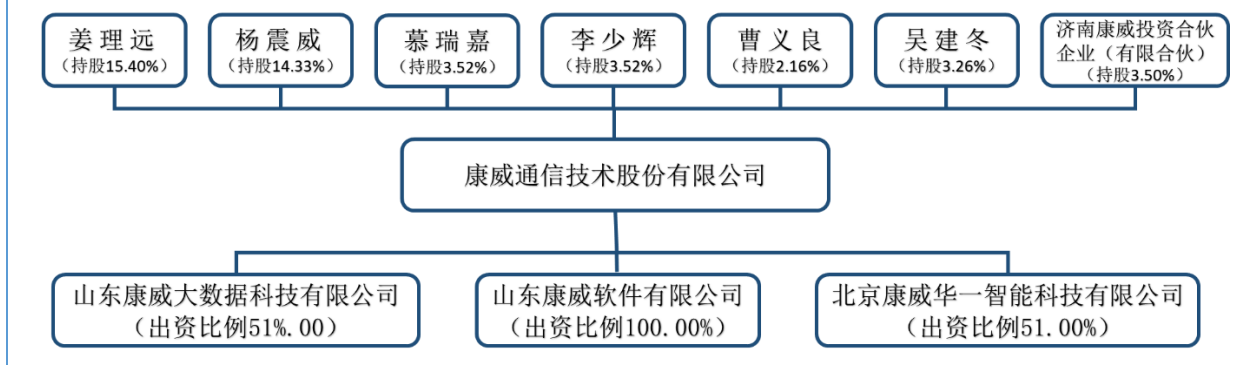 姜理远
（持股15.40%）
杨震威
（持股14.33%）
慕瑞嘉
（持股3.52%）
李少辉
（持股3.52%）
曹义良
（持股2.16%）
吴建冬
（持股3.26%）
济南康威投资合伙
企业（有限合伙）
（持股3.50%）
康威通信技术股份有限公司
山东康威大数据科技有限公司
（出资比例51%.00）
山东康威软件有限公司
（出资比例100.00%）
北京康威华一智能科技有限公司
（出资比例51.00%）